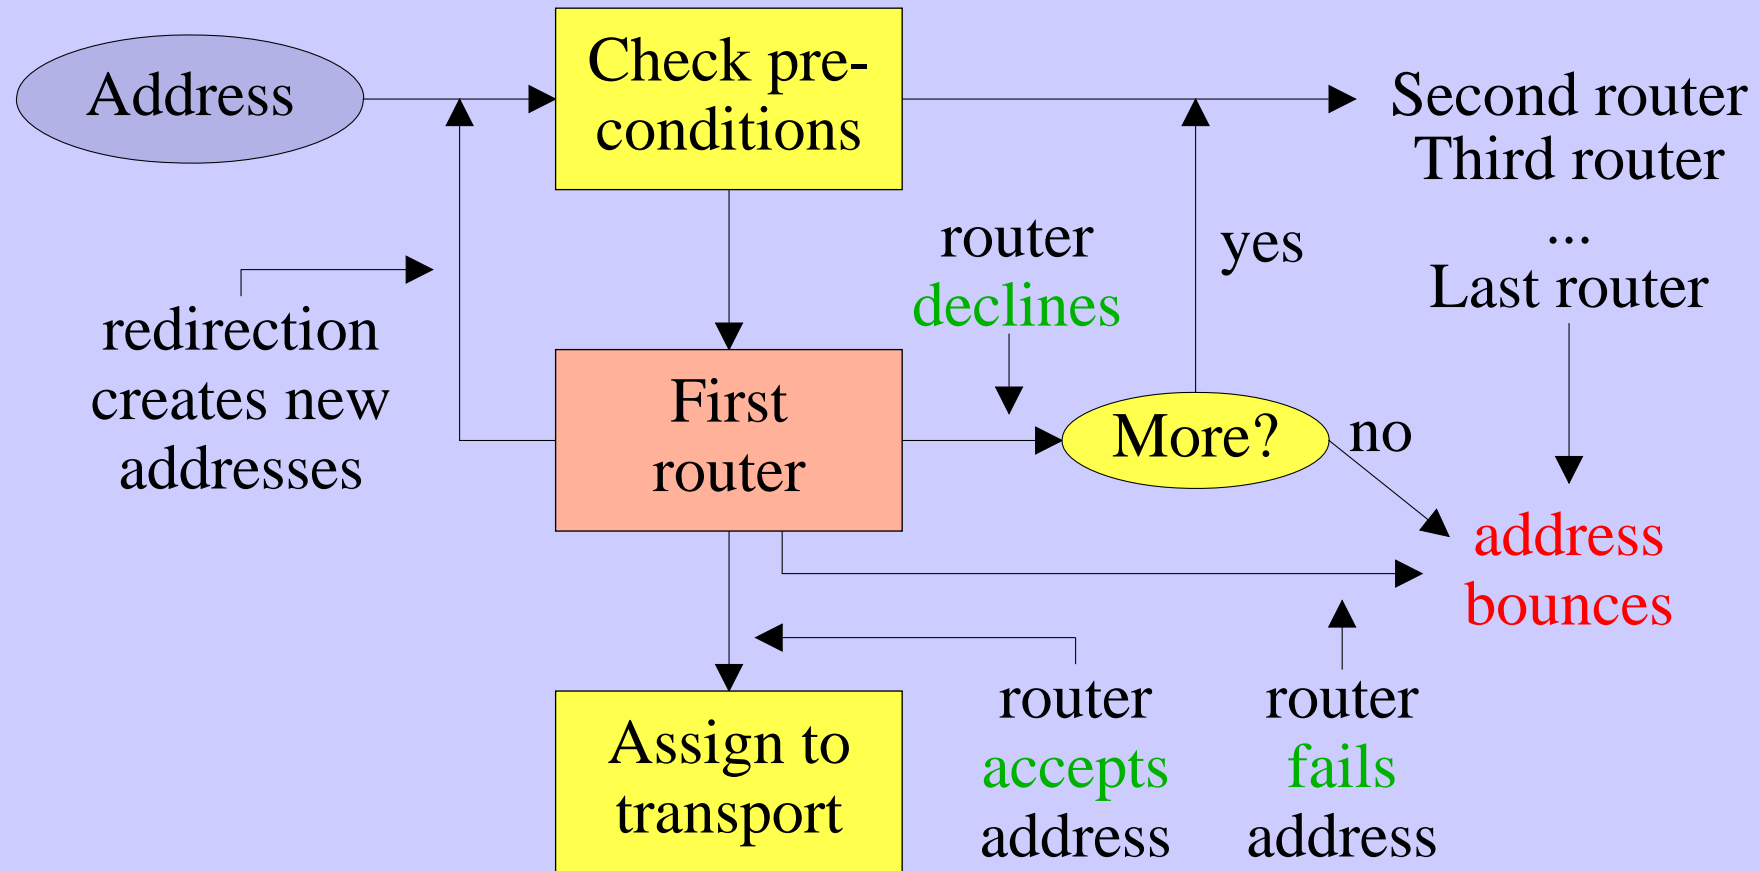 Address
Check pre-
conditions
Second router
Third router
...
Last router
router
declines
yes
redirection
creates new
addresses
First
router
More?
no
address
bounces
Assign to
transport
router
accepts
address
router
fails
address